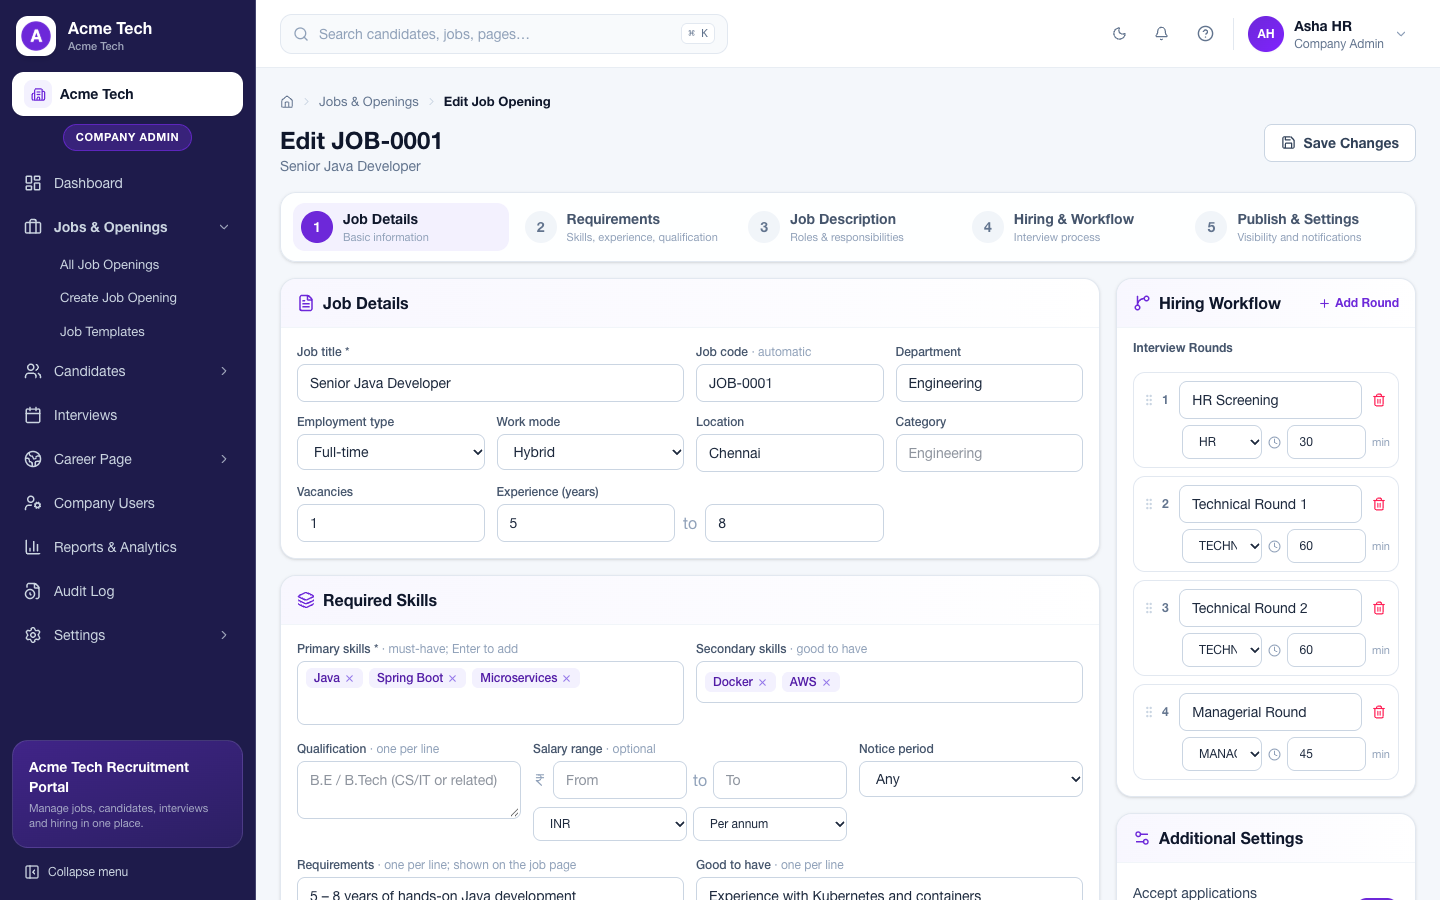 A
Acme Tech
Acme Tech
Acme Tech
COMPANY ADMIN
Dashboard
Jobs & Openings
All Job Openings
Create Job Opening
Job Templates
Candidates
Interviews
Career Page
Company Users
Reports & Analytics
Audit Log
Settings
Acme Tech Recruitment
Portal
Manage jobs, candidates, interviews
and hiring in one place.
Collapse menu
Search candidates, jobs, pages...
⌘ K
AH
Asha HR
Company Admin
Jobs & Openings
Edit Job Opening
Edit JOB-0001
Senior Java Developer
Save Changes
1
Job Details
Basic information
2
Requirements
Skills, experience, qualification
3
Job Description
Roles & responsibilities
4
Hiring & Workflow
Interview process
5
Publish & Settings
Visibility and notifications
Job Details
Job title *
Job code · automatic
Department
Senior Java Developer
JOB-0001
Engineering
Employment type
Work mode
Location
Category
Full-time
Hybrid
Chennai
Engineering
Vacancies
Experience (years)
1
5
to
8
Required Skills
Primary skills * · must-have; Enter to add
Secondary skills · good to have
Java ×
Spring Boot ×
Microservices ×
Docker ×
AWS ×
Qualification · one per line
Salary range · optional
Notice period
B.E / B.Tech (CS/IT or related)
₹
From
to
To
Any
INR
Per annum
Requirements · one per line; shown on the job page
Good to have · one per line
5 – 8 years of hands-on Java development
Experience with Kubernetes and containers
Hiring Workflow
+ Add Round
Interview Rounds
1
HR Screening
HR
30
min
2
Technical Round 1
TECHN
60
min
3
Technical Round 2
TECHN
60
min
4
Managerial Round
MANAG
45
min
Additional Settings
Accept applications